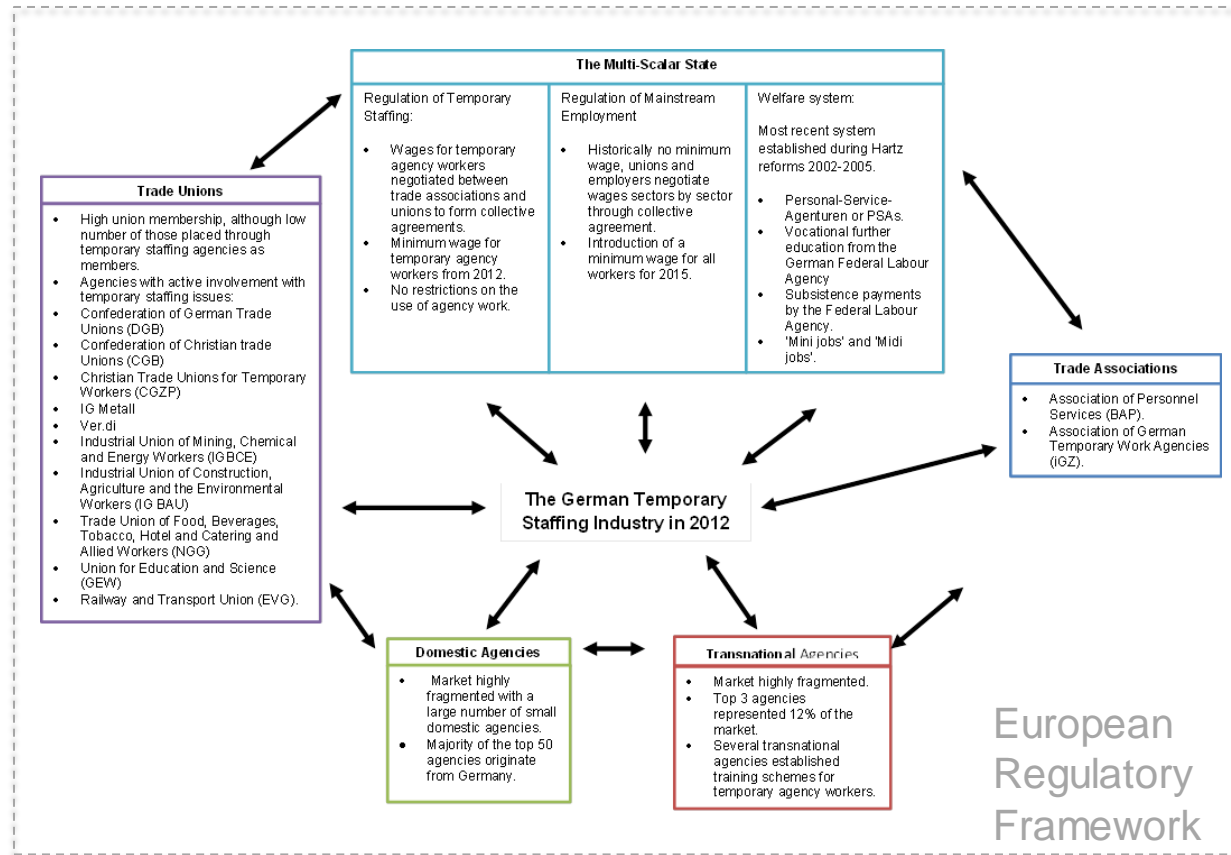 The Multi-Scalar State
Regulation of Temporary
Staffing:
• Wages for temporary
agency workers
negotiated between
trade associations and
unions to form collective
agreements.
• Minimum wage for
temporary agency
workers from 2012.
• No restrictions on the
use of agency work.
Regulation of Mainstream
Employment
• Historically no minimum
wage, unions and
employers negotiate
wages sectors by sector
through collective
agreement.
• Introduction of a
minimum wage for all
workers for 2015.
Welfare system:
Most recent system
established during Hartz
reforms 2002-2005.
• Personal-Service-
Agenturen or PSAs.
• Vocational further
education from the
German Federal Labour
Agency
• Subsistence payments
by the Federal Labour
Agency.
• 'Mini jobs' and 'Midi
jobs'.
Trade Unions
• High union membership, although low
number of those placed through
temporary staffing agencies as
members.
• Agencies with active involvement with
temporary staffing issues:
• Confederation of German Trade
Unions (DGB)
• Confederation of Christian trade
Unions (CGB)
• Christian Trade Unions for Temporary
Workers (CGZP)
• IG Metall
• Ver.di
• Industrial Union of Mining, Chemical
and Energy Workers (IGBCE)
• Industrial Union of Construction,
Agriculture and the Environmental
Workers (IG BAU)
• Trade Union of Food, Beverages,
Tobacco, Hotel and Catering and
Allied Workers (NGG)
• Union for Education and Science
(GEW)
• Railway and Transport Union (EVG).
Trade Associations
• Association of Personnel
Services (BAP).
• Association of German
Temporary Work Agencies
(iGZ).
The German Temporary
Staffing Industry in 2012
Domestic Agencies
• Market highly
fragmented with a
large number of small
domestic agencies.
• Majority of the top 50
agencies originate
from Germany.
Transnational Agencies
• Market highly fragmented.
• Top 3 agencies
represented 12% of the
market.
• Several transnational
agencies established
training schemes for
temporary agency workers.
European
Regulatory
Framework